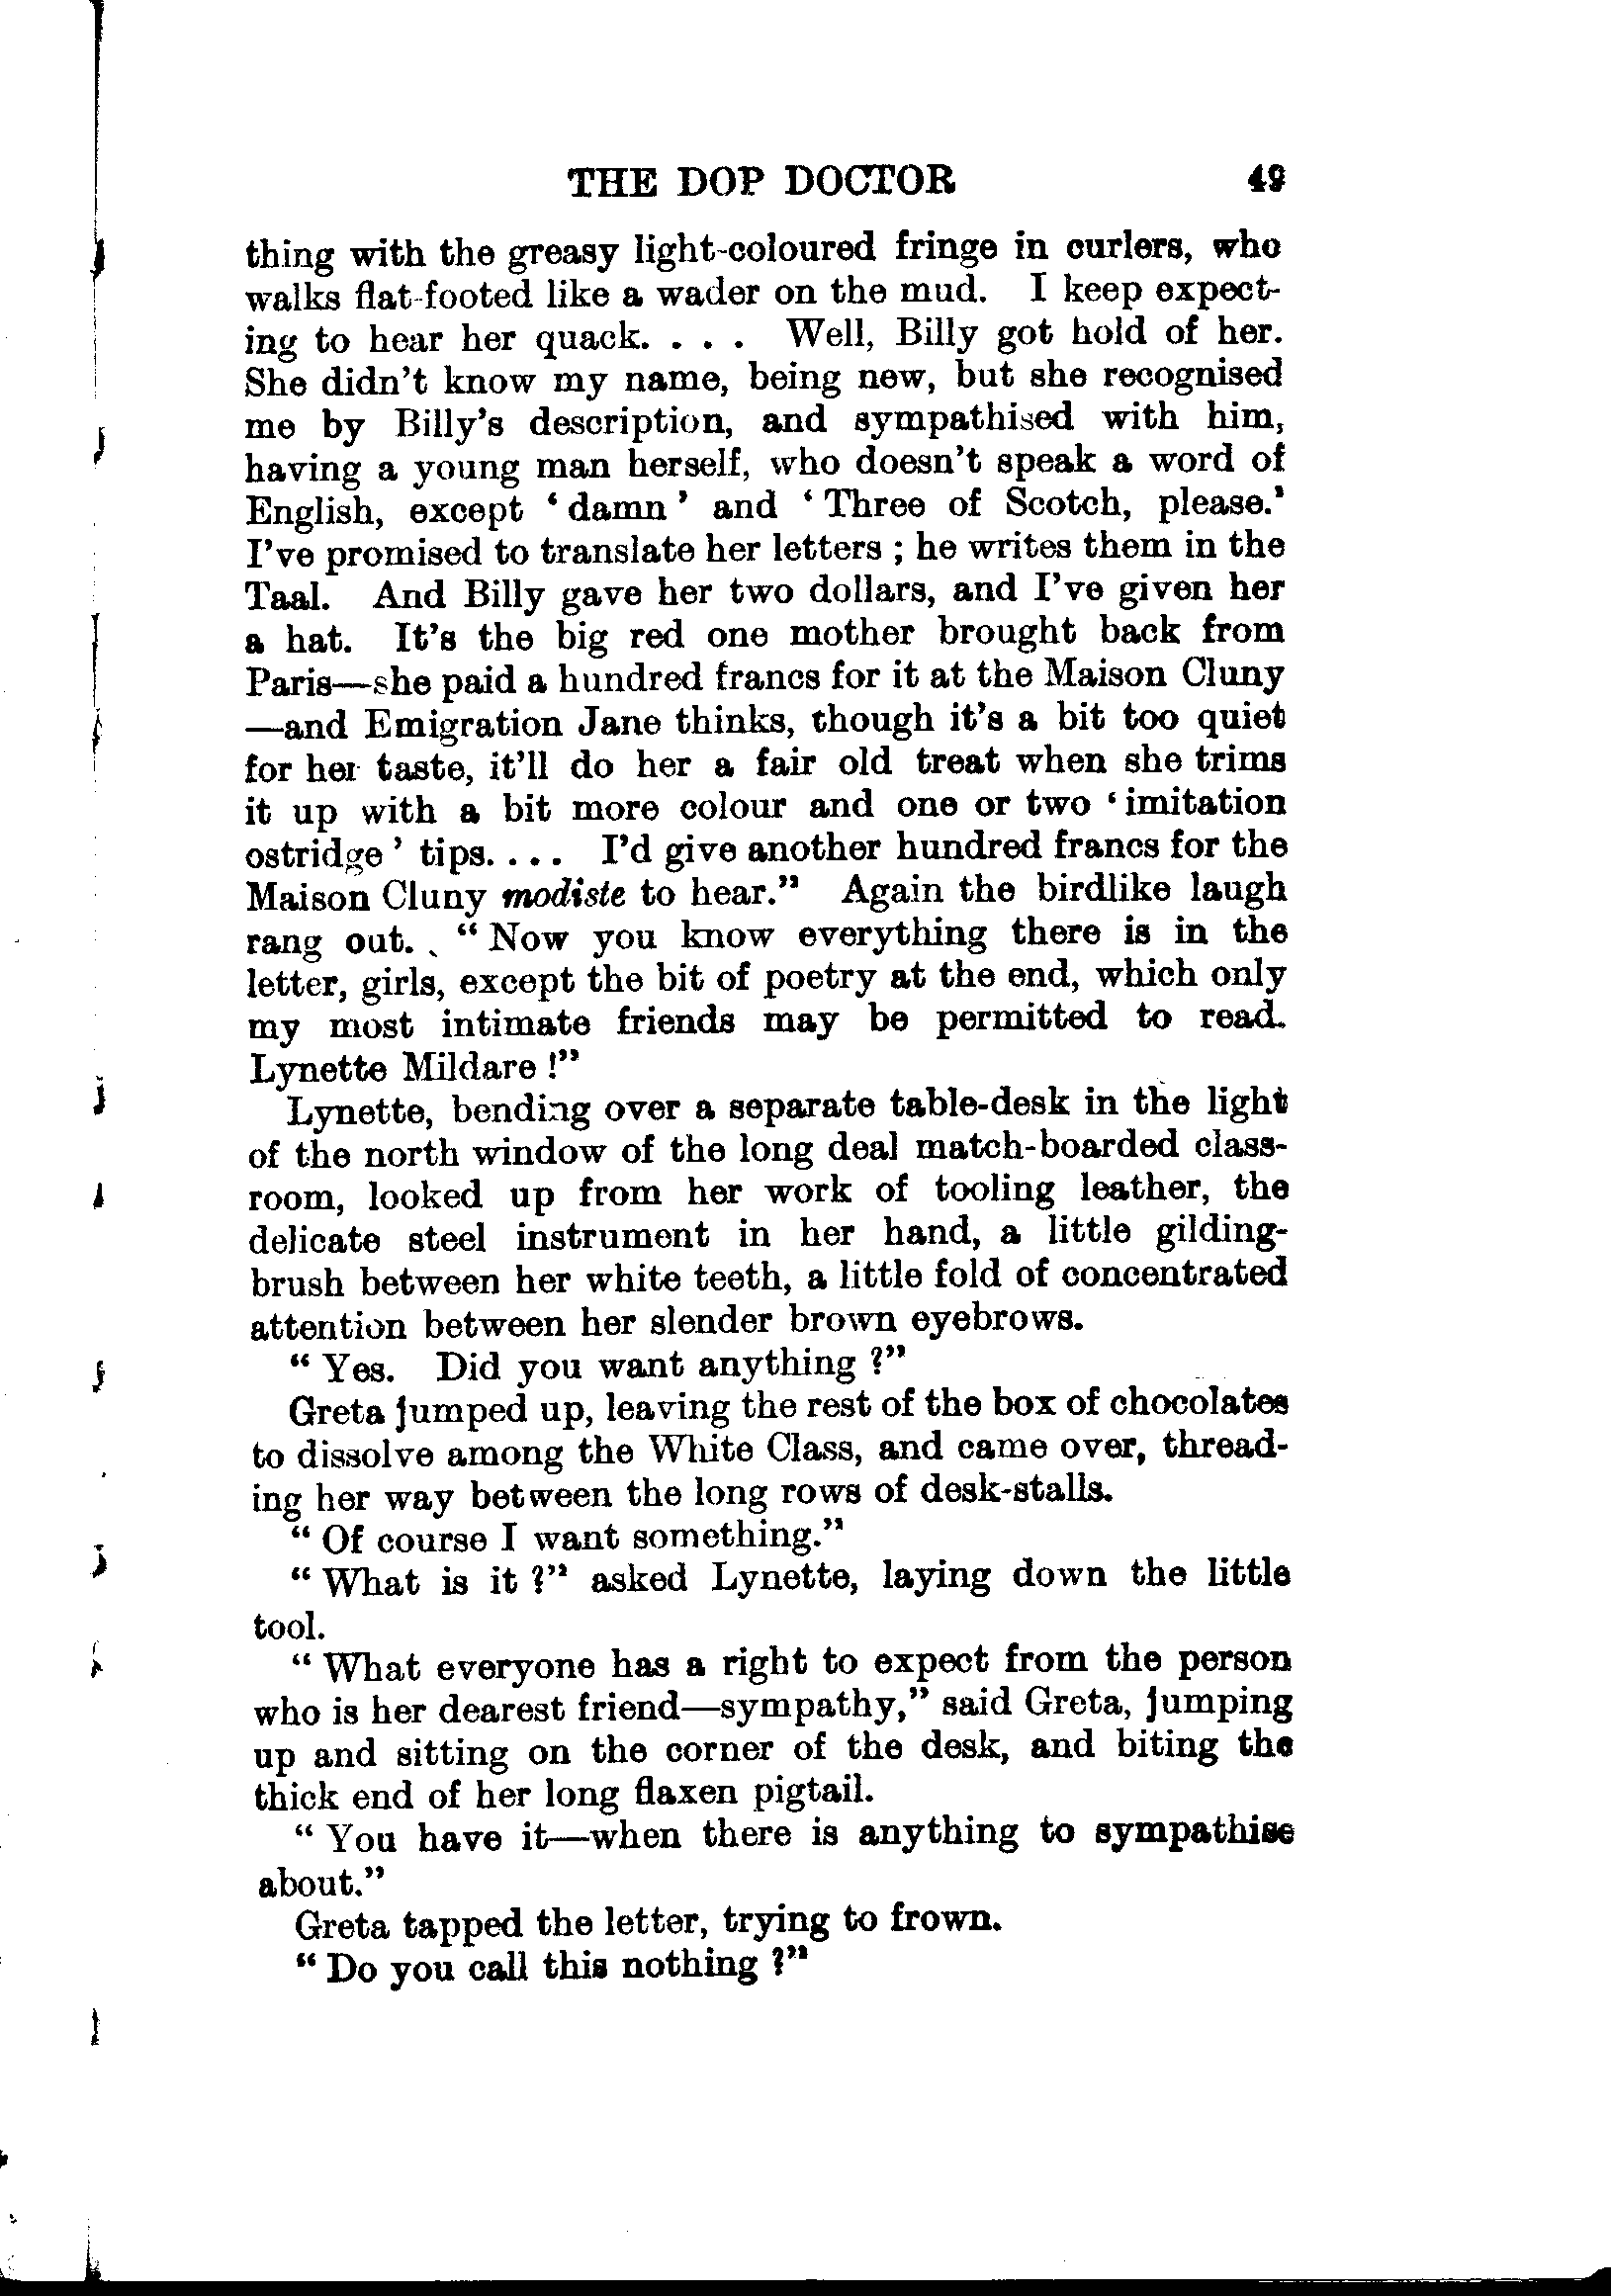 THE DOP DOCTOR 49
thing with the greasy light-coloured fringe in curlers, who
walks flat-footed like a wader on the mud. I keep expect-
ing to hear her quack. . . . Well, Billy got hold of her.
She didn't know my name, being new, but she recognised
me by Billy's description, and sympathised with him,
having a young man herself, who doesn't speak a word of
English, except ‘damn’ and ‘Three of Scotch, please.’
I've promised to translate her letters ; he writes them in the
Taal. And Billy gave her two dollars, and I've given her
a hat. It's the big red one mother brought back from
Paris—she paid a hundred francs for it at the Maison Cluny
—and Emigration Jane thinks, though it's a bit too quiet
for her taste, it'll do her a fair old treat when she trims
it up with a bit more colour and one or two ‘imitation
ostridge’ tips. . . . I'd give another hundred francs for the
Maison Cluny modiste to hear.” Again the birdlike laugh
rang out. “Now you know everything there is in the
letter, girls, except the bit of poetry at the end, which only
my most intimate friends may be permitted to read.
Lynette Mildare !”
Lynette, bending over a separate table-desk in the light
of the north window of the long deal match-boarded class-
room, looked up from her work of tooling leather, the
delicate steel instrument in her hand, a little gilding-
brush between her white teeth, a little fold of concentrated
attention between her slender brown eyebrows.
“Yes. Did you want anything ?”
Greta jumped up, leaving the rest of the box of chocolates
to dissolve among the White Class, and came over, thread-
ing her way between the long rows of desk-stalls.
“Of course I want something.”
“What is it ?” asked Lynette, laying down the little
tool.
“What everyone has a right to expect from the person
who is her dearest friend—sympathy,” said Greta, jumping
up and sitting on the corner of the desk, and biting the
thick end of her long flaxen pigtail.
“You have it—when there is anything to sympathise
about.”
Greta tapped the letter, trying to frown.
“Do you call this nothing ?”